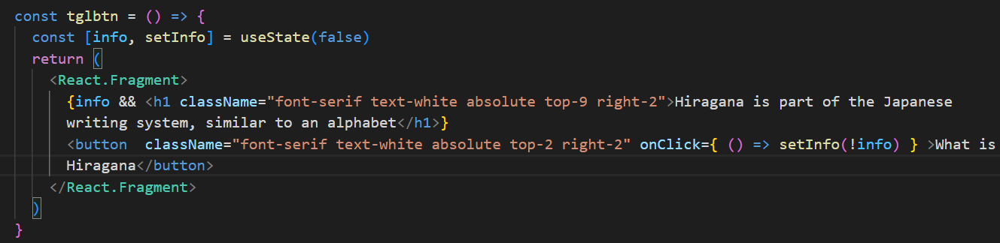 const tglbtn = () => {
const [info, setInfo] = useState(false)
return (
<React.Fragment>
{info && <h1 className="font-serif text-white absolute top-9 right-2">Hiragana is part of the Japanese
writing system, similar to an alphabet</h1>}
<button  className="font-serif text-white absolute top-2 right-2" onClick={ () => setInfo(!info) } >What is
Hiragana</button>
</React.Fragment>
)
}